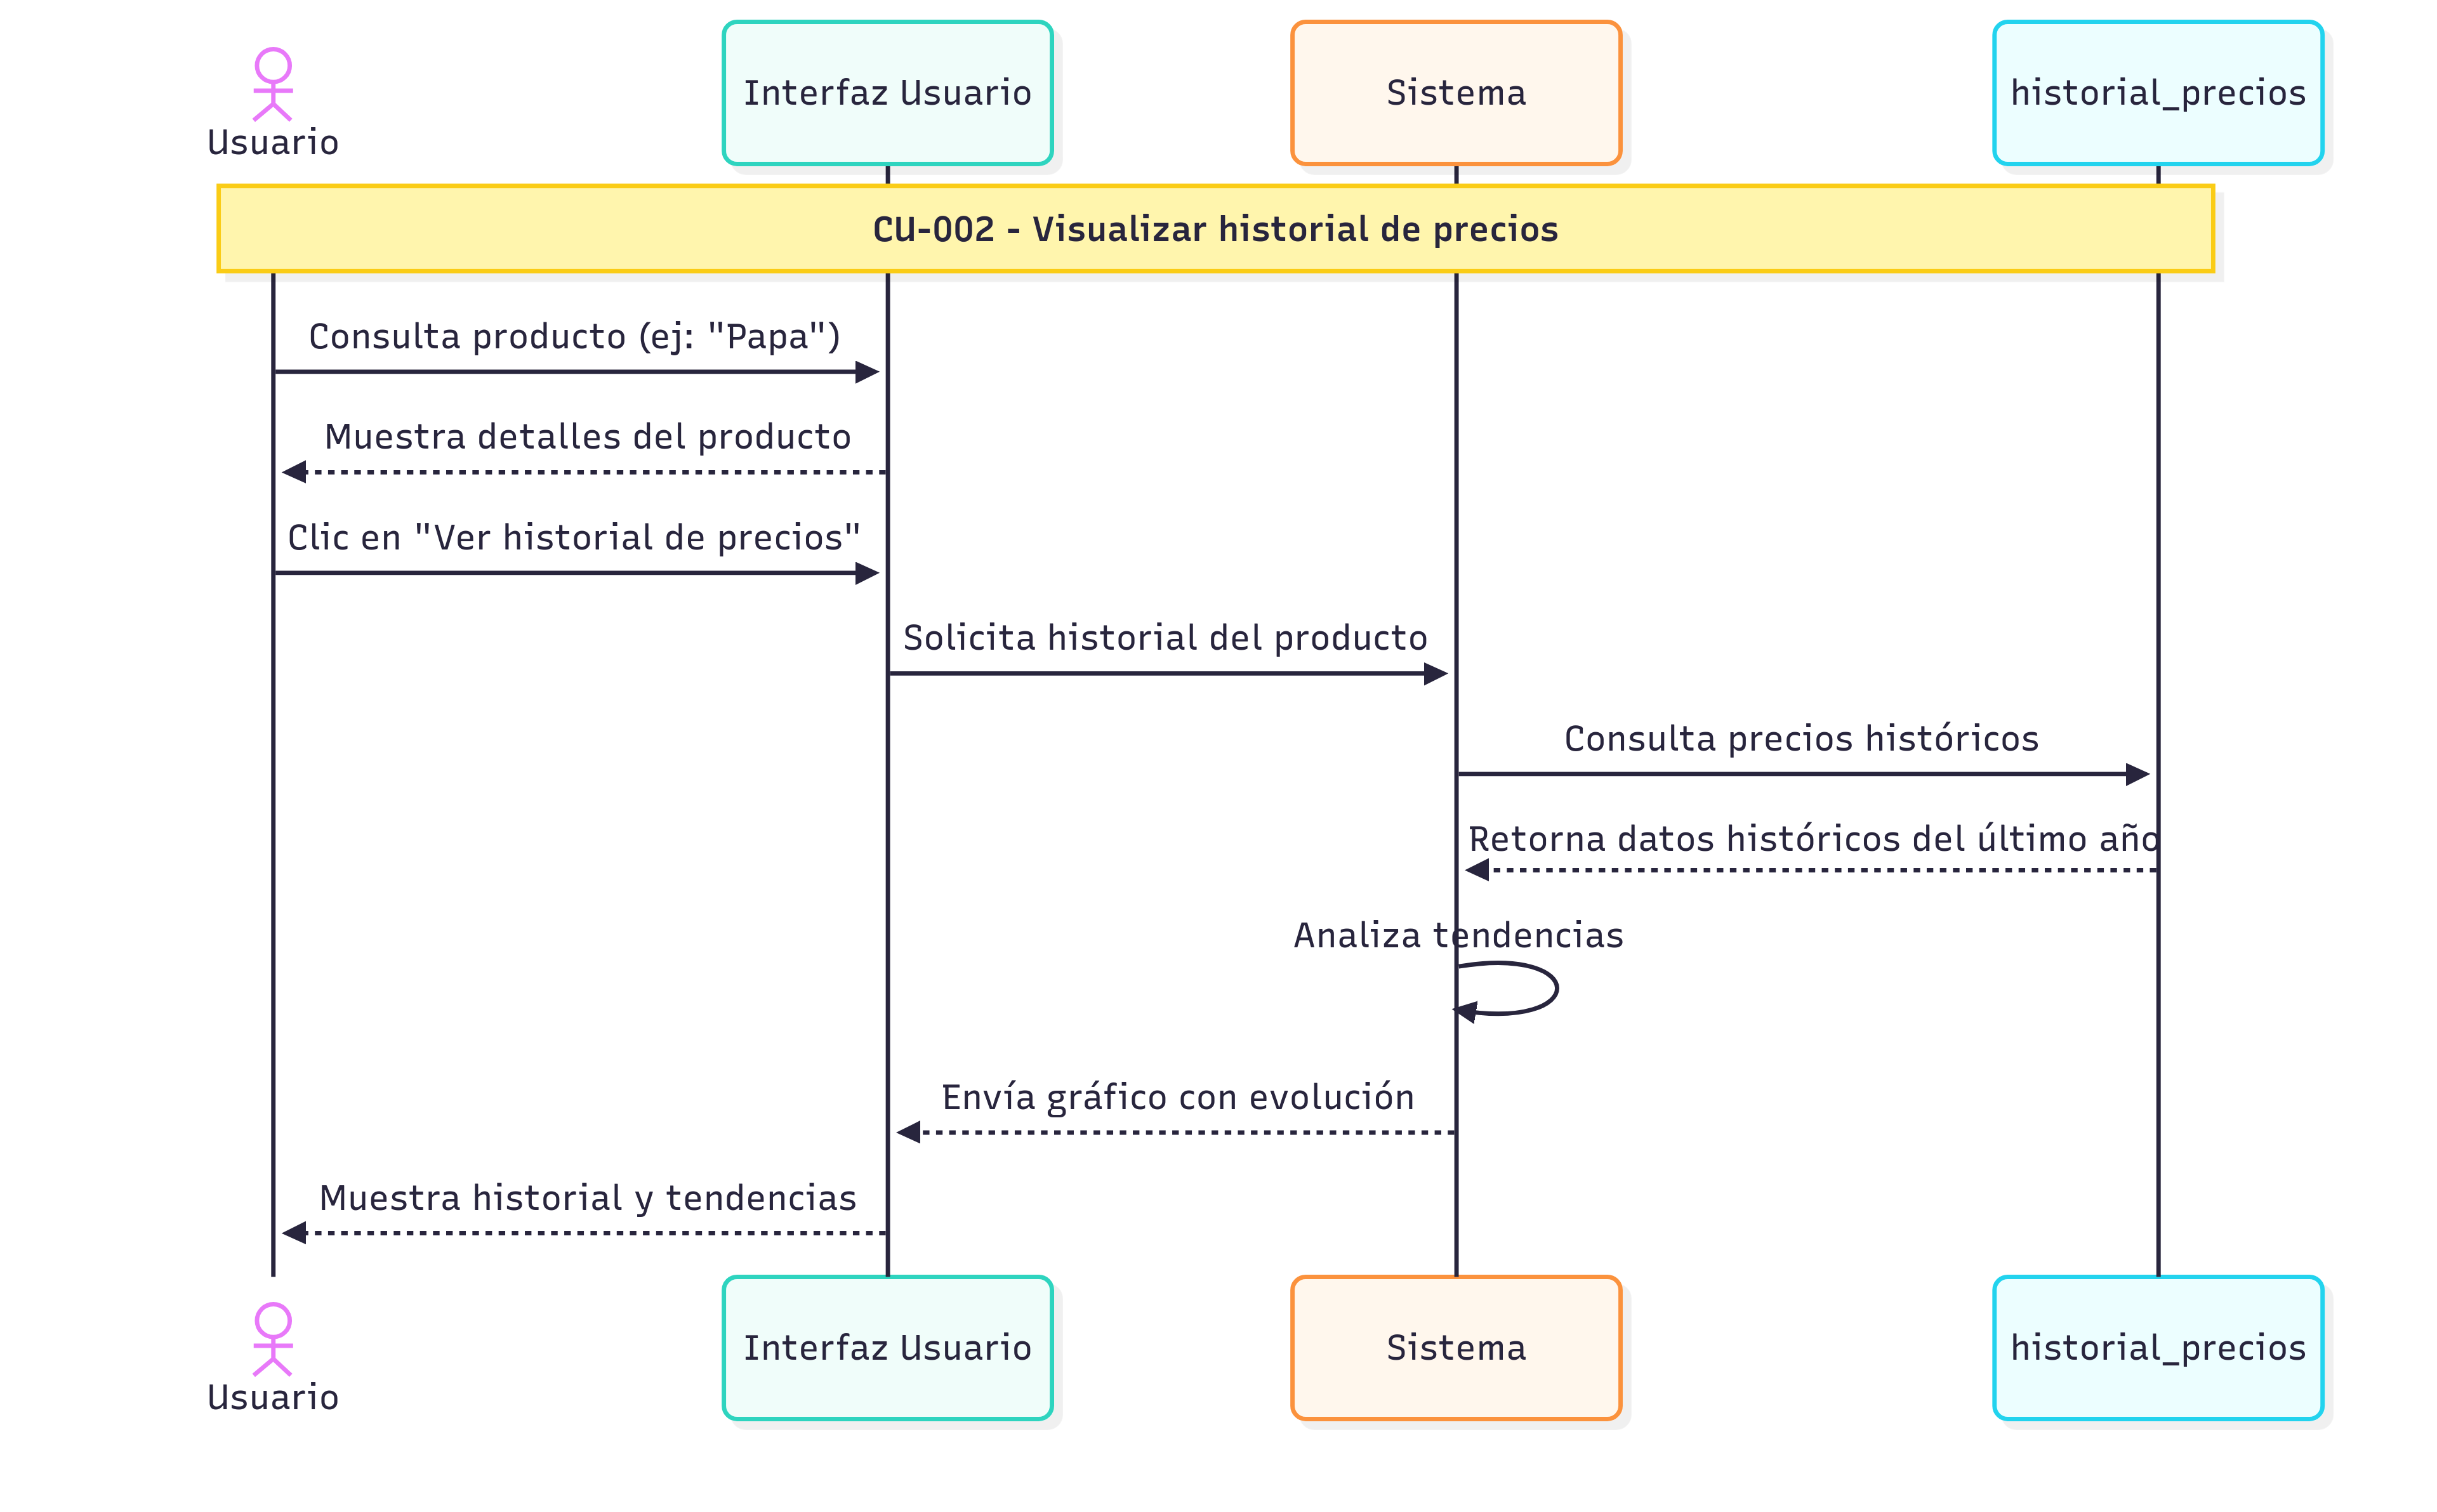 Usuario
Interfaz Usuario
Sistema
historial_precios
CU-002 - Visualizar historial de precios
Consulta producto (ej: "Papa")
Muestra detalles del producto
Clic en "Ver historial de precios"
Solicita historial del producto
Consulta precios históricos
Retorna datos históricos del último año
Analiza tendencias
Envía gráfico con evolución
Muestra historial y tendencias
Usuario
Interfaz Usuario
Sistema
historial_precios